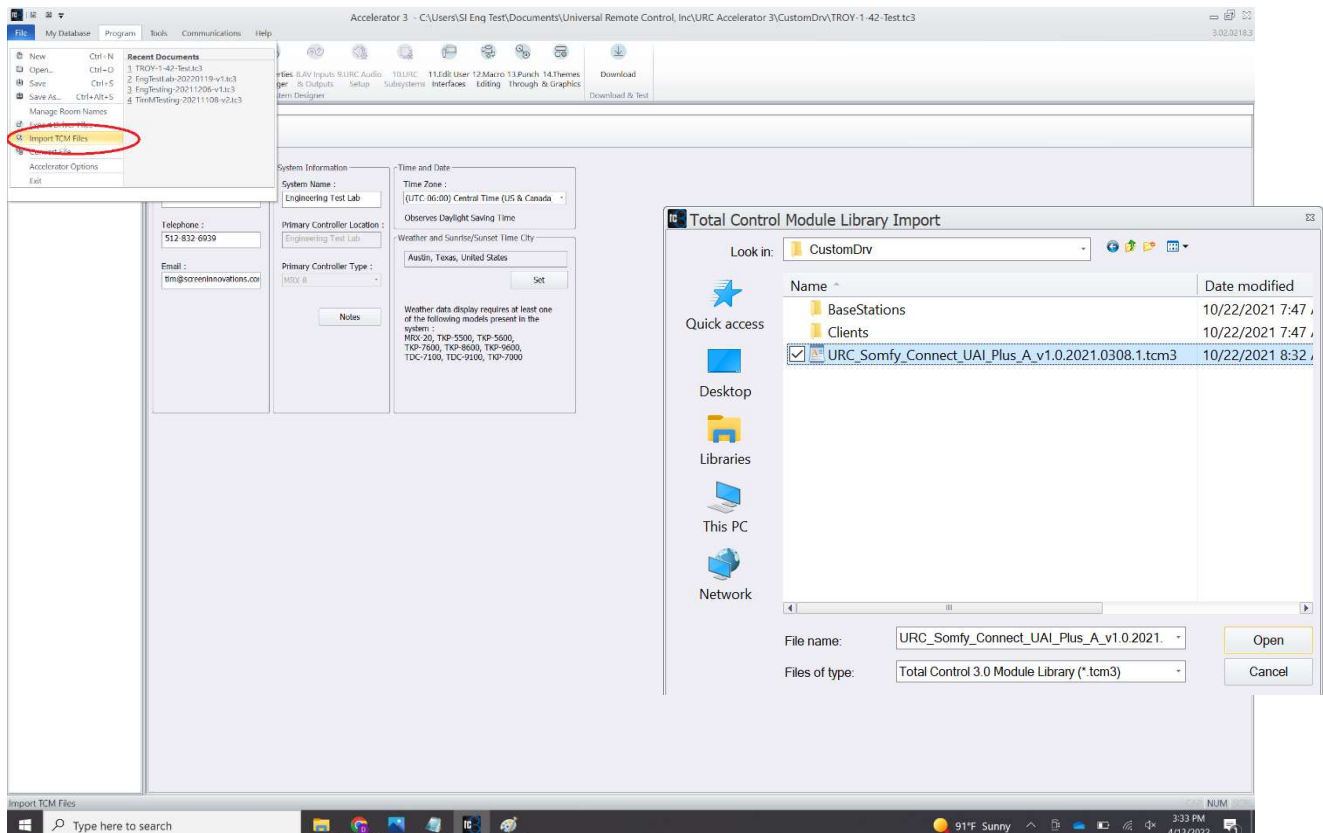 Accelerator 3 - C:\Users\SI Eng Test\Documents\Universal Remote Control, Inc\URC Accelerator 3\CustomDrv\TROY-1-42-Test.tc3
File My Database Program Tools Communications Help
3.02.0218.3
New Ctrl+N
Open... Ctrl+O
Save Ctrl+S
Save As... Ctrl+Alt+S
Manage Room Names
Import TCM Files
Accelerator Options
Exit
Recent Documents
1 TROY-1-42-Test.tc3
2 EngTestLab-20220119-v1.tc3
3 EngTesting-20211206-v1.tc3
4 TimMTesting-20211108-v2.tc3
8.AV Inputs & Outputs
9.URC Audio Setup
10.URC Subsystems
11.Edit User Interfaces
12.Macro Editing
13.Punch Through
14.Themes & Graphics
Download
Download & Test
System Information
System Name :
Engineering Test Lab
Primary Controller Location :
Engineering Test Lab
Primary Controller Type :
MRX-8
Notes
Telephone :
512-832-6939
Email :
tim@screeninnovations.com
Time and Date
Time Zone :
(UTC-06:00) Central Time (US & Canada
Observes Daylight Saving Time
Weather and Sunrise/Sunset Time City
Austin, Texas, United States
Set
Weather data display requires at least one
of the following models present in the
system :
MRX-20, TKP-5500, TKP-5600,
TKP-7600, TKP-8600, TKP-9600,
TDC-7100, TDC-9100, TKP-7000
Total Control Module Library Import
Look in: CustomDrv
Name Date modified
BaseStations 10/22/2021 7:47
Clients 10/22/2021 7:47
URC_Somfy_Connect_UAI_Plus_A_v1.0.2021.0308.1.tcm3 10/22/2021 8:32
Quick access
Desktop
Libraries
This PC
Network
File name: URC_Somfy_Connect_UAI_Plus_A_v1.0.2021.
Open
Files of type: Total Control 3.0 Module Library (*.tcm3)
Cancel
Import TCM Files
NUM
Type here to search
91°F Sunny
3:33 PM